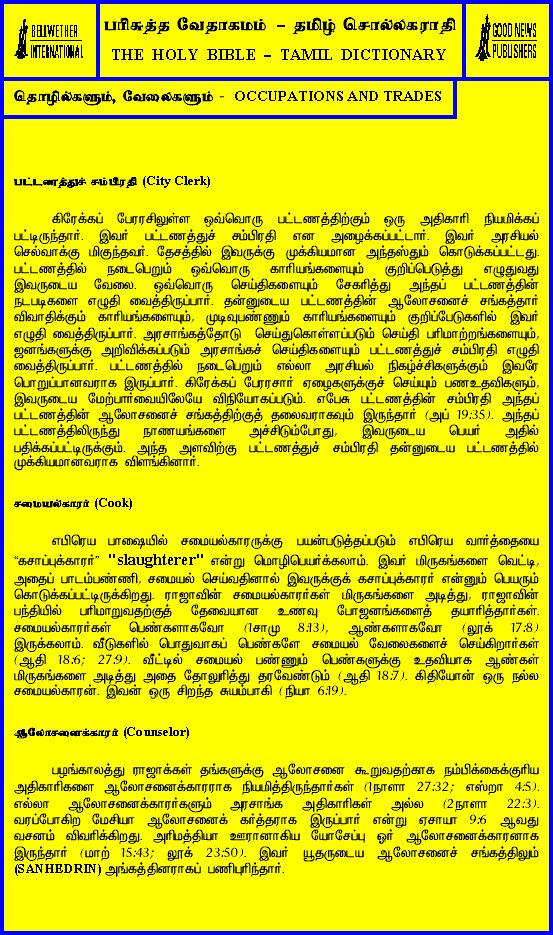 BELLWETHER
INTERNATIONAL
பரிசுத்த வேதாகமம் – தமிழ் சொல்லகராதி
THE HOLY BIBLE – TAMIL DICTIONARY
GOOD NEWS
PUBLISHERS
தொழில்களும், வேலைகளும் - OCCUPATIONS AND TRADES
பட்டணத்துச் சம்பிரதி (City Clerk)
கிரேக்கப் பேரரசிலுள்ள ஒவ்வொரு பட்டணத்திற்கும் ஒரு அதிகாரி நியமிக்கப்
பட்டிருந்தார். இவர் பட்டணத்துச் சம்பிரதி என அழைக்கப்பட்டார். இவர் அரசியல்
செல்வாக்கு மிகுந்தவர். தேசத்தில் இவருக்கு முக்கியமான அந்தஸ்தும் கொடுக்கப்பட்டது.
பட்டணத்தில் நடைபெறும் ஒவ்வொரு காரியங்களையும் குறிப்பெடுத்து எழுதுவது
இவருடைய வேலை. ஒவ்வொரு செய்திகளையும் சேகரித்து அந்தப் பட்டணத்தின்
நடபடிகளை எழுதி வைத்திருப்பார். தன்னுடைய பட்டணத்தின் ஆலோசனைச் சங்கத்தார்
விவாதிக்கும் காரியங்களையும், முடிவுபண்ணும் காரியங்களையும் குறிப்பேடுகளில் இவர்
எழுதி வைத்திருப்பார். அரசாங்கத்தோடு செய்துகொள்ளப்படும் செய்தி பரிமாற்றங்களையும்,
ஜனங்களுக்கு அறிவிக்கப்படும் அரசாங்கச் செய்திகளையும் பட்டணத்துச் சம்பிரதி எழுதி
வைத்திருப்பார். பட்டணத்தில் நடைபெறும் எல்லா அரசியல் நிகழ்ச்சிகளுக்கும் இவரே
பொறுப்பானவராக இருப்பார். கிரேக்கப் பேரரசார் ஏழைகளுக்குச் செய்யும் பணஉதவிகளும்,
இவருடைய மேற்பார்வையிலேயே விநியோகப்படும். எபேசு பட்டணத்தின் சம்பிரதி அந்தப்
பட்டணத்தின் ஆலோசனைச் சங்கத்திற்குத் தலைவராகவும் இருந்தார் (அப் 19:35). அந்தப்
பட்டணத்திலிருந்து நாணயங்களை அச்சிடும்போது, இவருடைய பெயர் அதில்
பதிக்கப்பட்டிருக்கும். அந்த அளவிற்கு பட்டணத்துச் சம்பிரதி தன்னுடைய பட்டணத்தில்
முக்கியமானவராக விளங்கினார்.
சமையல்காரர் (Cook)
எபிரெய பாஷையில் சமையல்காரருக்கு பயன்படுத்தப்படும் எபிரெய வார்த்தையை
“கசாப்புக்காரர்” "slaughterer" என்று மொழிபெயர்க்கலாம். இவர் மிருகங்களை வெட்டி,
அதைப் பாடம்பண்ணி, சமையல் செய்வதினால் இவருக்குக் கசாப்புக்காரர் என்னும் பெயரும்
கொடுக்கப்பட்டிருக்கிறது. ராஜாவின் சமையல்காரர்கள் மிருகங்களை அடித்து, ராஜாவின்
பந்தியில் பரிமாறுவதற்குத் தேவையான உணவு போஜனங்களைத் தயாரித்தார்கள்.
சமையல்காரர்கள் பெண்களாகவோ (1சாமு 8:13), ஆண்களாகவோ (லூக் 17:8)
இருக்கலாம். வீடுகளில் பொதுவாகப் பெண்களே சமையல் வேலைகளைச் செய்கிறார்கள்
(ஆதி 18:6; 27:9). வீட்டில் சமையல் பண்ணும் பெண்களுக்கு உதவியாக ஆண்கள்
மிருகங்களை அடித்து அதை தோலுரித்து தரவேண்டும் (ஆதி 18:7). கிதியோன் ஒரு நல்ல
சமையல்காரன். இவன் ஒரு சிறந்த சுயம்பாகி (நியா 6:19).
ஆலோசனைக்காரர் (Counselor)
பழங்காலத்து ராஜாக்கள் தங்களுக்கு ஆலோசனை கூறுவதற்காக நம்பிக்கைக்குரிய
அதிகாரிகளை ஆலோசனைக்காரராக நியமித்திருந்தார்கள் (1நாளா 27:32; எஸ்றா 4:5).
எல்லா ஆலோசனைக்காரர்களும் அரசாங்க அதிகாரிகள் அல்ல (2நாளா 22:3).
வரப்போகிற மேசியா ஆலோசனைக் கர்த்தராக இருப்பார் என்று ஏசாயா 9:6 ஆவது
வசனம் விவரிக்கிறது. அரிமத்தியா ஊரானாகிய யோசேப்பு ஓர் ஆலோசனைக்காரனாக
இருந்தார் (மாற் 15:43; லூக் 23:50). இவர் யூதருடைய ஆலோசனைச் சங்கத்திலும்
(SANHEDRIN) அங்கத்தினராகப் பணிபுரிந்தார்.